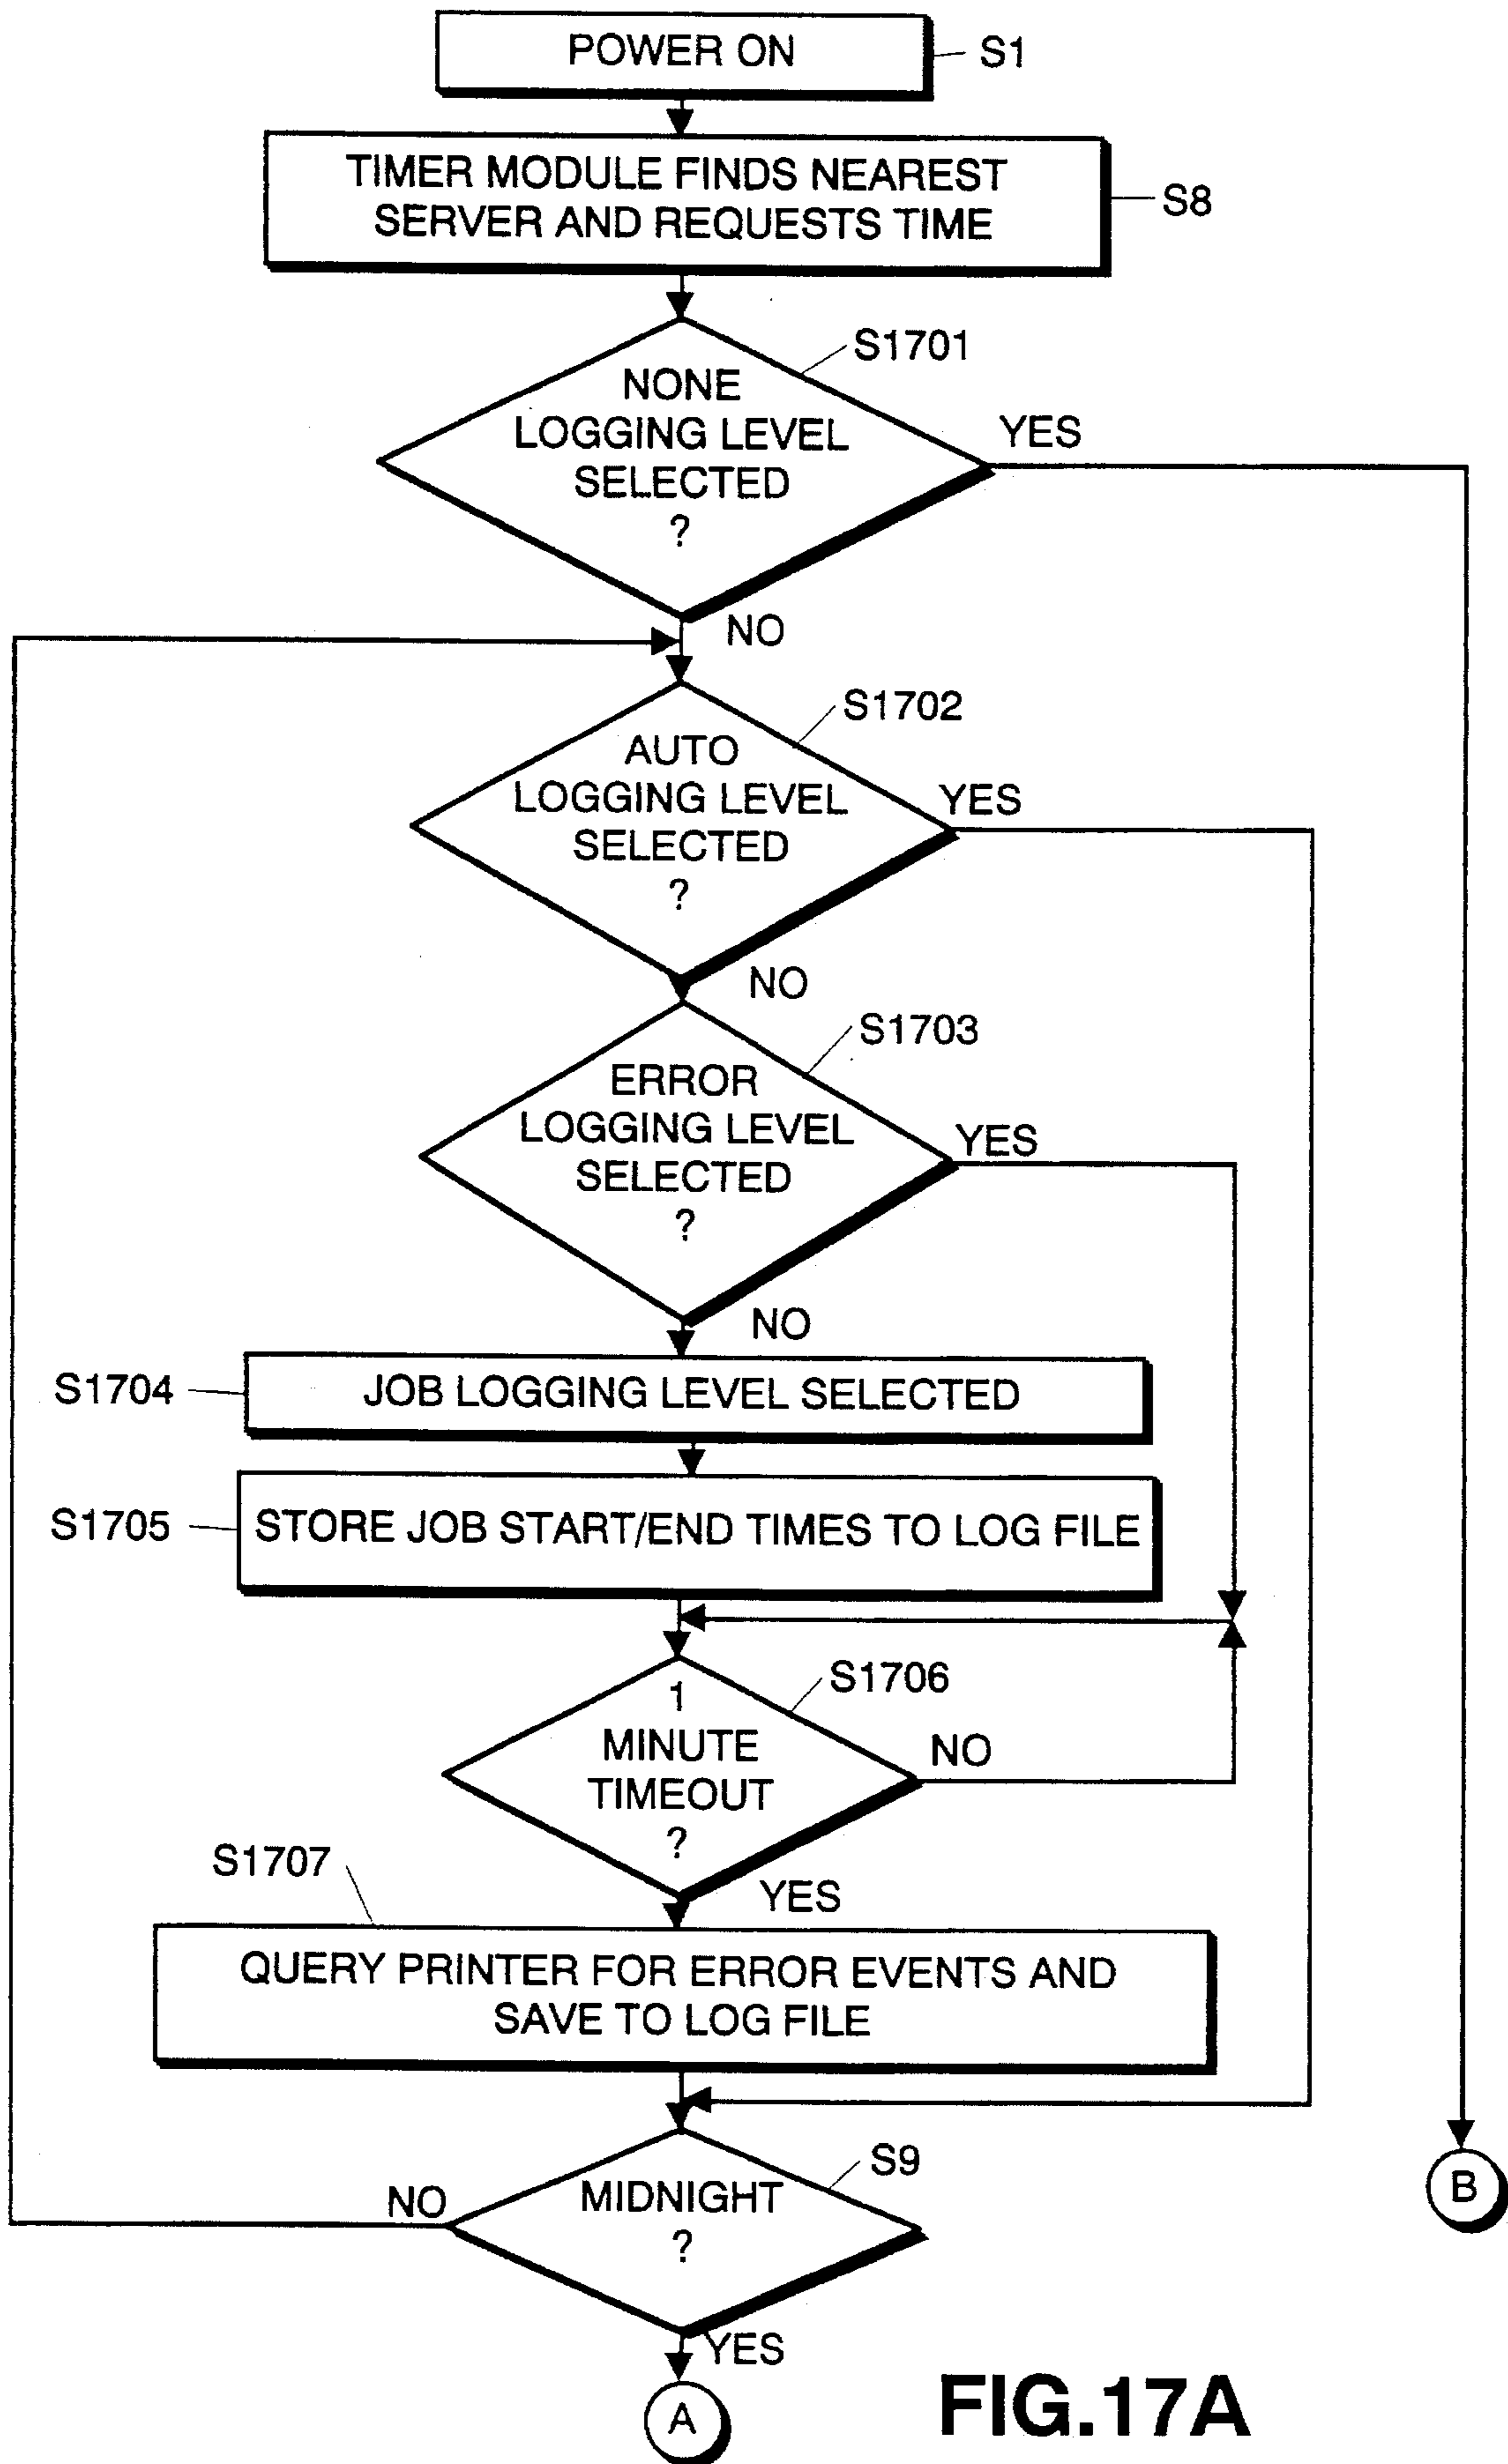 POWER ON
S1
TIMER MODULE FINDS NEAREST
SERVER AND REQUESTS TIME
S8
S1701
NONE
LOGGING LEVEL
SELECTED
?
YES
NO
S1702
AUTO
LOGGING LEVEL
SELECTED
?
YES
NO
S1703
ERROR
LOGGING LEVEL
SELECTED
?
YES
NO
S1704
JOB LOGGING LEVEL SELECTED
S1705
STORE JOB START/END TIMES TO LOG FILE
S1706
1
MINUTE
TIMEOUT
?
NO
YES
S1707
QUERY PRINTER FOR ERROR EVENTS AND
SAVE TO LOG FILE
S9
MIDNIGHT
?
NO
YES
B
A
FIG.17A